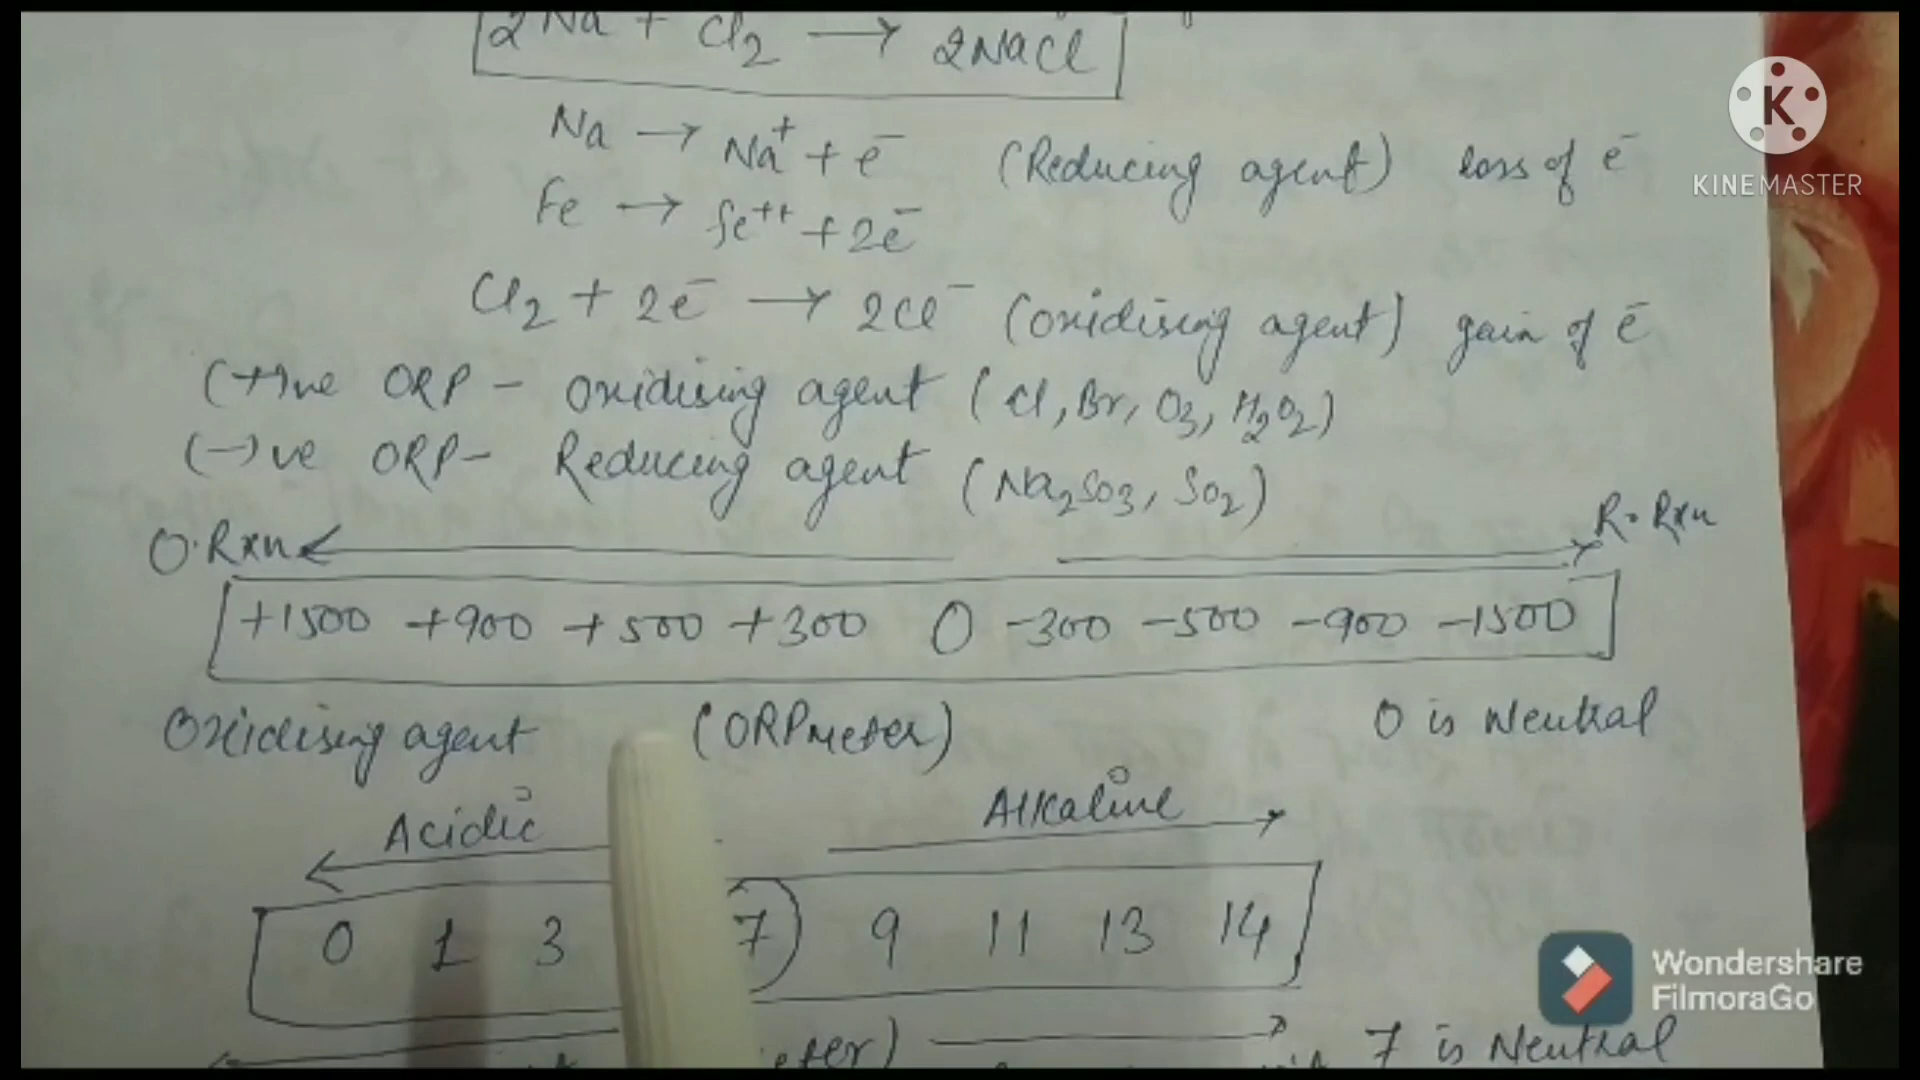 2Na + Cl2 → 2NaCl
Na → Na+ + e- (Reducing agent) loss of e-
Fe → Fe++ + 2e-
Cl2 + 2e- → 2Cl- (oxidising agent) gain of e-
(+)ve ORP - oxidising agent (Cl, Br, O3, H2O2)
(-)ve ORP- Reducing agent (Na2SO3, SO2)
O.Rxn ← → R.Rxn
+1500 +900 +500 +300 0 -300 -500 -900 -1500
Oxidising agent (ORPmeter) 0 is Neutral
Acidic Alkaline
0 1 3 7 9 11 13 14
7 is Neutral
K
KINEMASTER
Wondershare
FilmoraGo